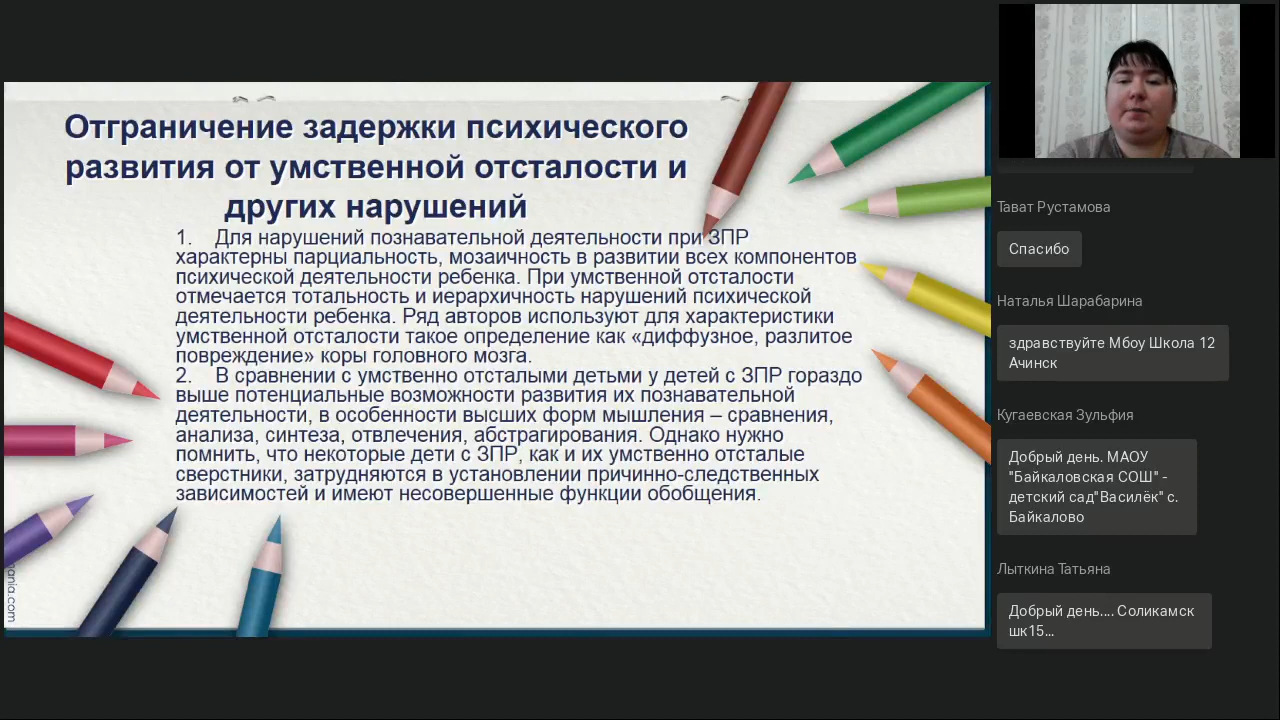 Отграничение задержки психического
развития от умственной отсталости и
других нарушений
1. Для нарушений познавательной деятельности при ЗПР
характерны парциальность, мозаичность в развитии всех компонентов
психической деятельности ребенка. При умственной отсталости
отмечается тотальность и иерархичность нарушений психической
деятельности ребенка. Ряд авторов используют для характеристики
умственной отсталости такое определение как «диффузное, разлитое
повреждение» коры головного мозга.
2. В сравнении с умственно отсталыми детьми у детей с ЗПР гораздо
выше потенциальные возможности развития их познавательной
деятельности, в особенности высших форм мышления – сравнения,
анализа, синтеза, отвлечения, абстрагирования. Однако нужно
помнить, что некоторые дети с ЗПР, как и их умственно отсталые
сверстники, затрудняются в установлении причинно-следственных
зависимостей и имеют несовершенные функции обобщения.
Тават Рустамова
Спасибо
Наталья Шарабарина
здравствуйте Мбоу Школа 12
Ачинск
Кугаевская Зульфия
Добрый день. МАОУ
"Байкаловская СОШ" -
детский сад"Василёк" с.
Байкалово
Лыткина Татьяна
Добрый день.... Соликамск
шк15...